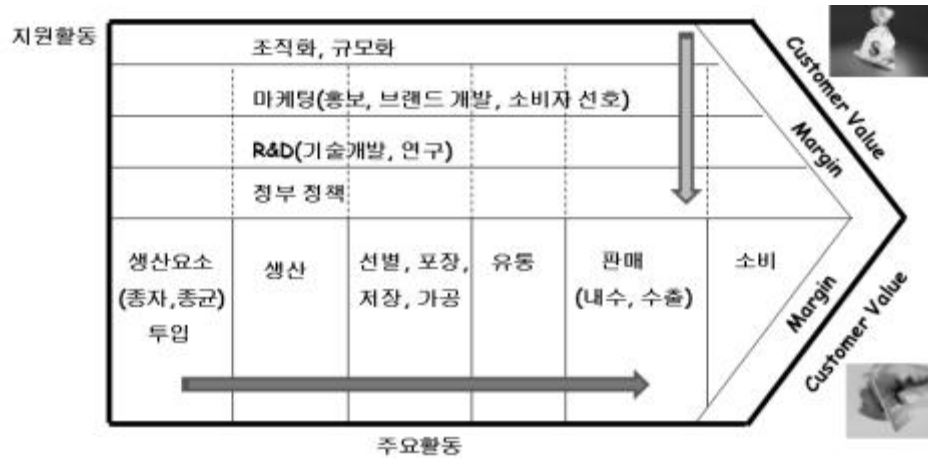 지원활동
조직화, 규모화
마케팅(홍보, 브랜드 개발, 소비자 선호)
R&D(기술개발, 연구)
정부 정책
생산요소
(종자,종균)
투입
생산
선별, 포장,
저장, 가공
유통
판매
(내수, 수출)
소비
Customer Value
Margin
Margin
Customer Value
주요활동
$